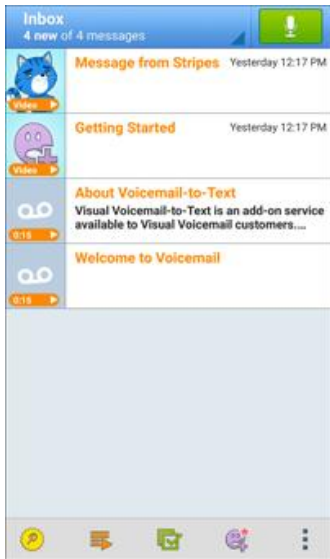 Inbox
4 new of 4 messages
Message from Stripes Yesterday 12:17 PM
Video
Getting Started Yesterday 12:17 PM
Video
About Voicemail-to-Text
Visual Voicemail-to-Text is an add-on service
available to Visual Voicemail customers....
0:16
Welcome to Voicemail
0:16